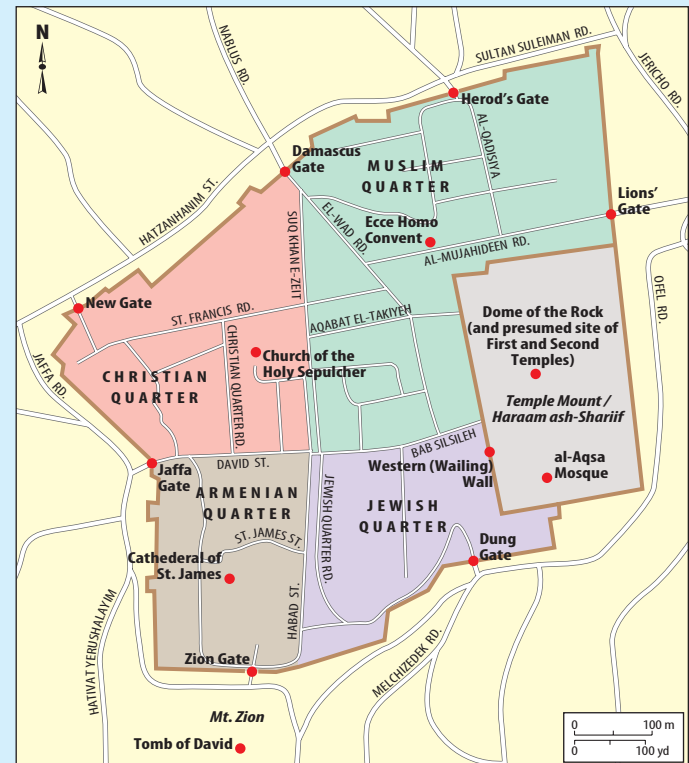 N
NABLUS RD.
SULTAN SULEIMAN RD.
JERICHO RD.
Herod's Gate
AL-QADISIYA
Damascus
Gate
MUSLIM
QUARTER
HATZANHANIM ST.
Lions'
Gate
SUQ KHAN E-ZEIT
EL-WAD RD.
Ecce Homo
Convent
AL-MUJAHIDEEN RD.
OFEL RD.
New Gate
ST. FRANCIS RD.
AQABAT EL-TAKIYEH
Dome of the Rock
(and presumed site of
First and Second
Temples)
JAFFA RD.
CHRISTIAN QUARTER RD.
Church of the
Holy Sepulcher
CHRISTIAN
QUARTER
Temple Mount /
Haraam ash-Shariif
BAB SILSILEH
DAVID ST.
Western (Wailing)
Wall
al-Aqsa
Mosque
Jaffa
Gate
ARMENIAN
QUARTER
JEWISH QUARTER RD.
JEWISH
QUARTER
ST. JAMES ST.
Dung
Gate
Cathederal of
St. James
HABAD ST.
HATIVAT YERUSHALAYIM
Zion Gate
MELCHIZEDEK RD.
Mt. Zion
Tomb of David
0 100 m
0 100 yd